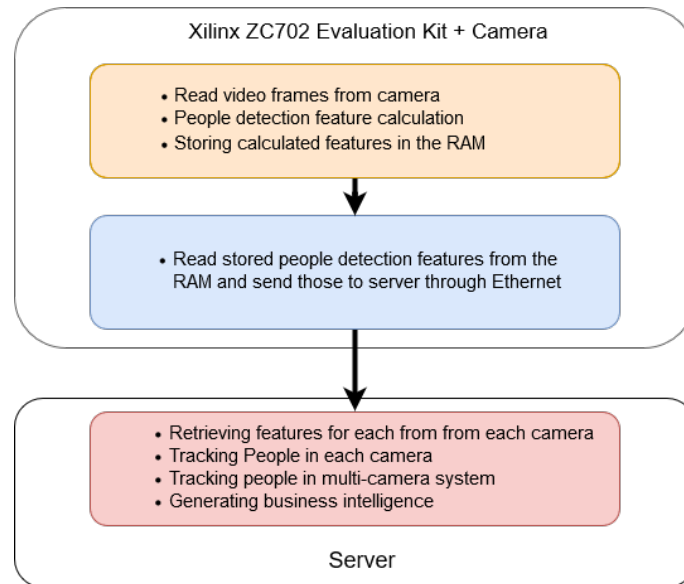 Xilinx ZC702 Evaluation Kit + Camera
• Read video frames from camera
• People detection feature calculation
• Storing calculated features in the RAM
• Read stored people detection features from the
RAM and send those to server through Ethernet
• Retrieving features for each from from each camera
• Tracking People in each camera
• Tracking people in multi-camera system
• Generating business intelligence
Server